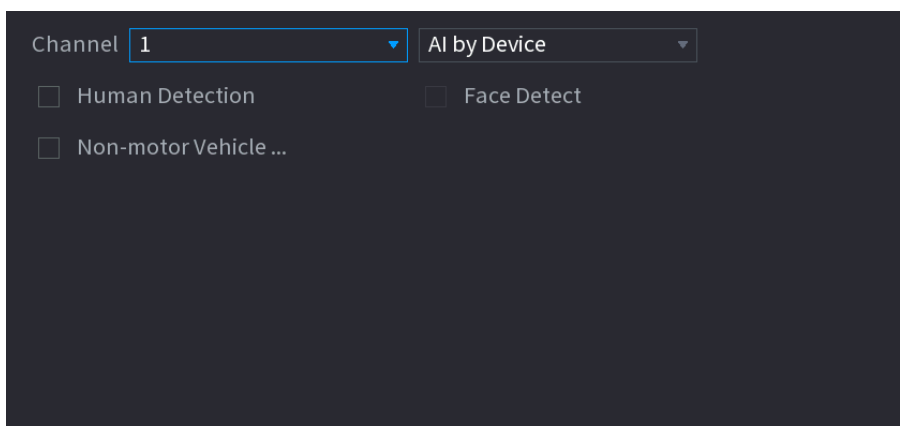 Channel 1 AI by Device
Human Detection Face Detect
Non-motor Vehicle ...